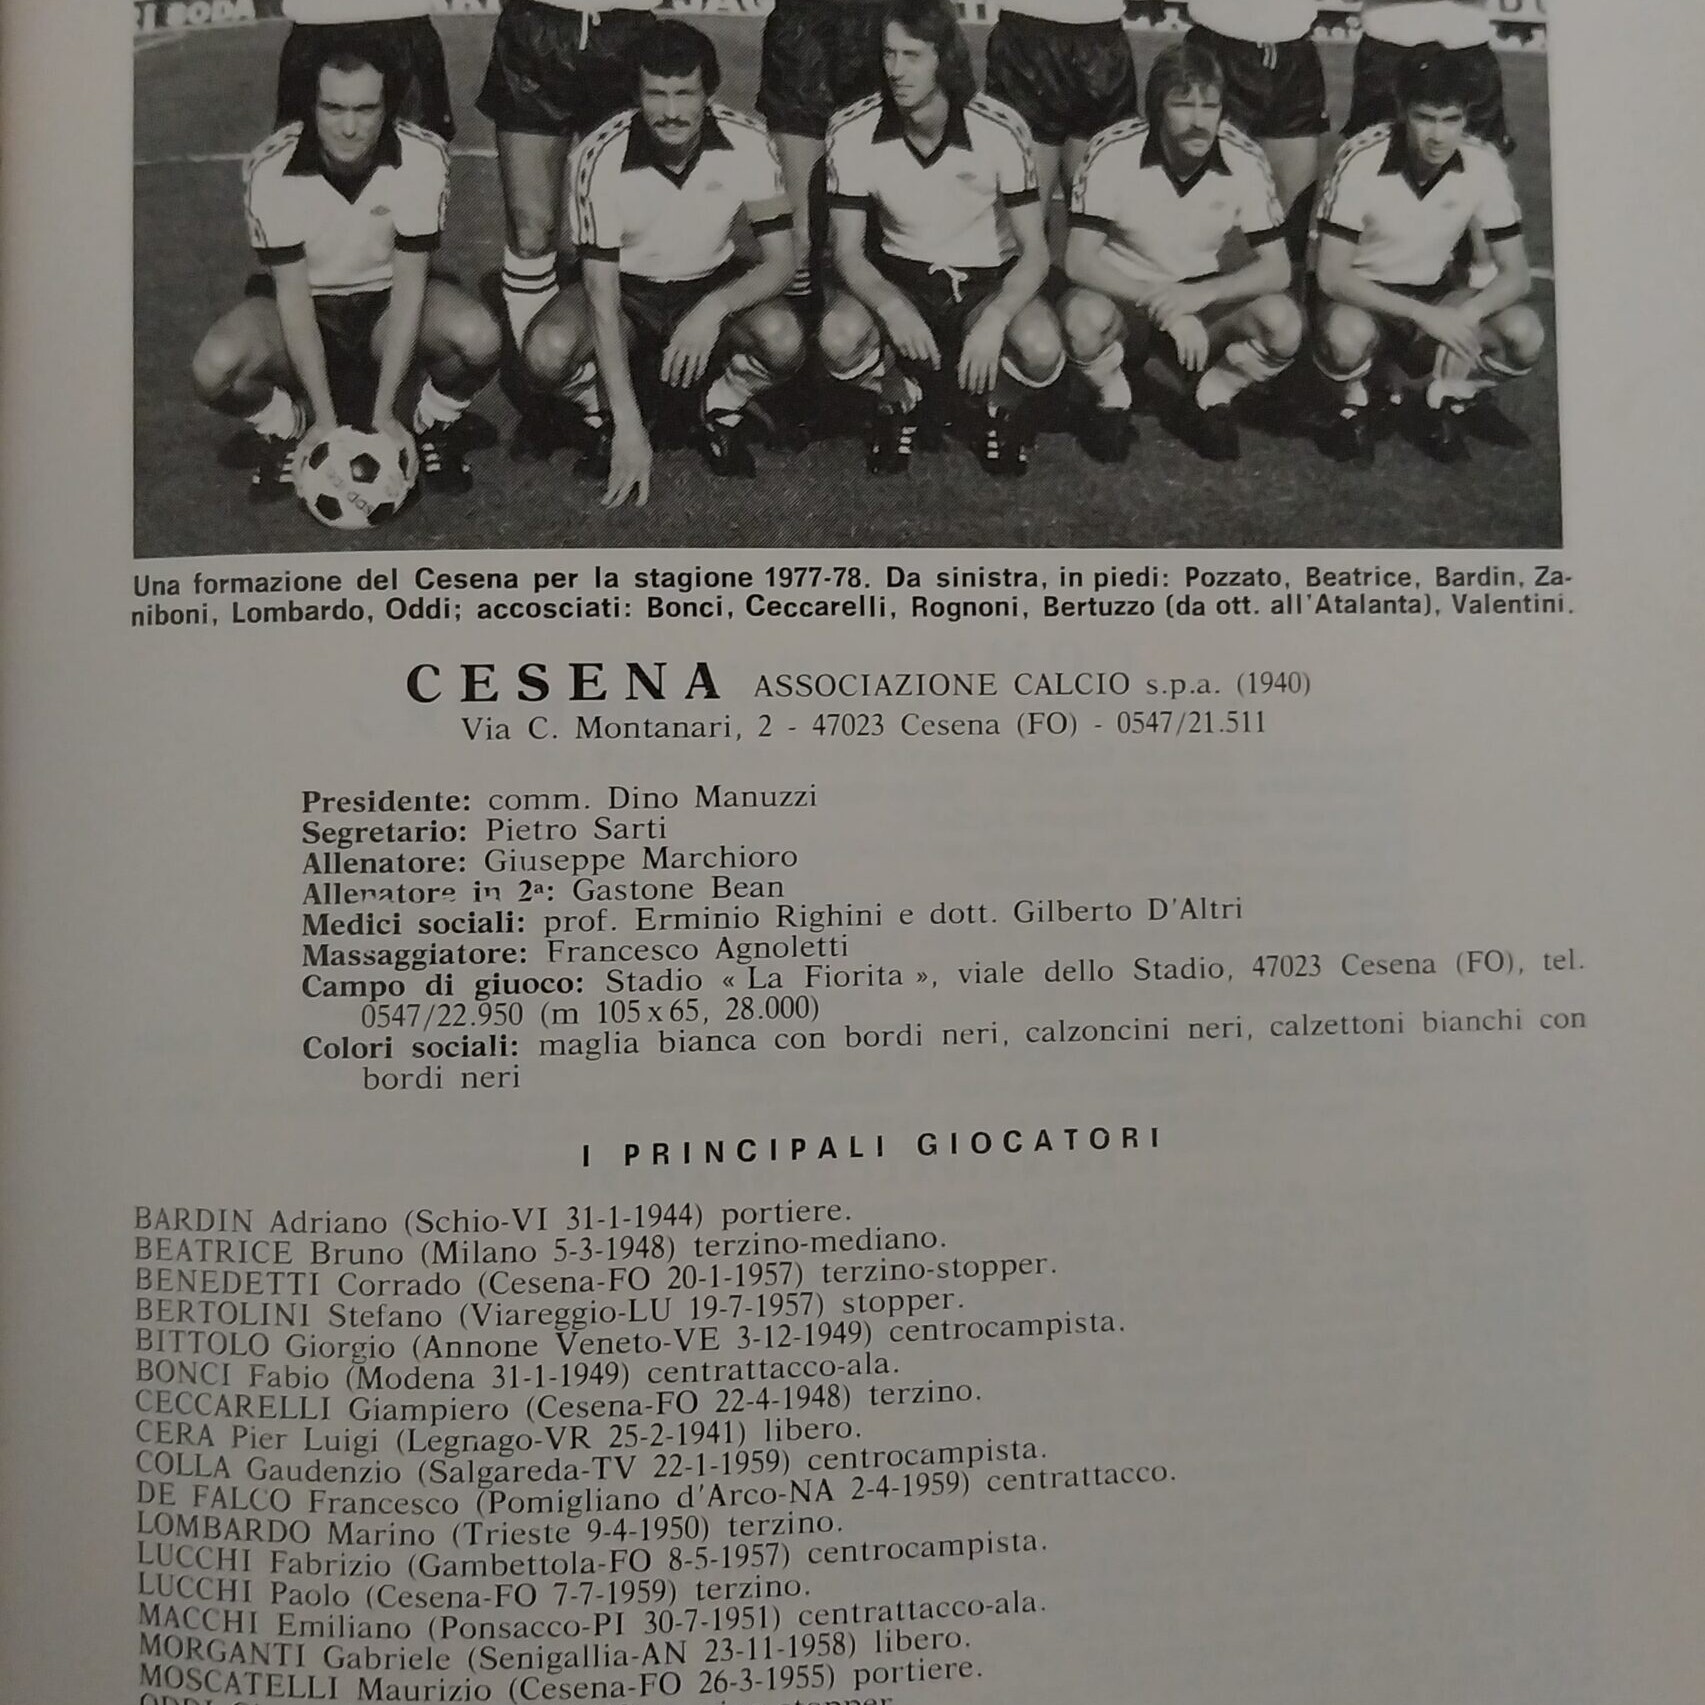 RI SODA
Una formazione del Cesena per la stagione 1977-78. Da sinistra, in piedi: Pozzato, Beatrice, Bardin, Za-
niboni, Lombardo, Oddi; accosciati: Bonci, Ceccarelli, Rognoni, Bertuzzo (da ott. all'Atalanta), Valentini.
CESENA ASSOCIAZIONE CALCIO s.p.a. (1940)
Via C. Montanari, 2 - 47023 Cesena (FO) - 0547/21.511
Presidente: comm. Dino Manuzzi
Segretario: Pietro Sarti
Allenatore: Giuseppe Marchioro
Allenatore in 2ª: Gastone Bean
Medici sociali: prof. Erminio Righini e dott. Gilberto D'Altri
Massaggiatore: Francesco Agnoletti
Campo di giuoco: Stadio « La Fiorita », viale dello Stadio, 47023 Cesena (FO), tel.
0547/22.950 (m 105x65, 28.000)
Colori sociali: maglia bianca con bordi neri, calzoncini neri, calzettoni bianchi con
bordi neri
I PRINCIPALI GIOCATORI
BARDIN Adriano (Schio-VI 31-1-1944) portiere.
BEATRICE Bruno (Milano 5-3-1948) terzino-mediano.
BENEDETTI Corrado (Cesena-FO 20-1-1957) terzino-stopper.
BERTOLINI Stefano (Viareggio-LU 19-7-1957) stopper.
BITTOLO Giorgio (Annone Veneto-VE 3-12-1949) centrocampista.
BONCI Fabio (Modena 31-1-1949) centrattacco-ala.
CECCARELLI Giampiero (Cesena-FO 22-4-1948) terzino.
CERA Pier Luigi (Legnago-VR 25-2-1941) libero.
COLLA Gaudenzio (Salgareda-TV 22-1-1959) centrocampista.
DE FALCO Francesco (Pomigliano d'Arco-NA 2-4-1959) centrattacco.
LOMBARDO Marino (Trieste 9-4-1950) terzino.
LUCCHI Fabrizio (Gambettola-FO 8-5-1957) centrocampista.
LUCCHI Paolo (Cesena-FO 7-7-1959) terzino.
MACCHI Emiliano (Ponsacco-PI 30-7-1951) centrattacco-ala.
MORGANTI Gabriele (Senigallia-AN 23-11-1958) libero.
MOSCATELLI Maurizio (Cesena-FO 26-3-1955) portiere.